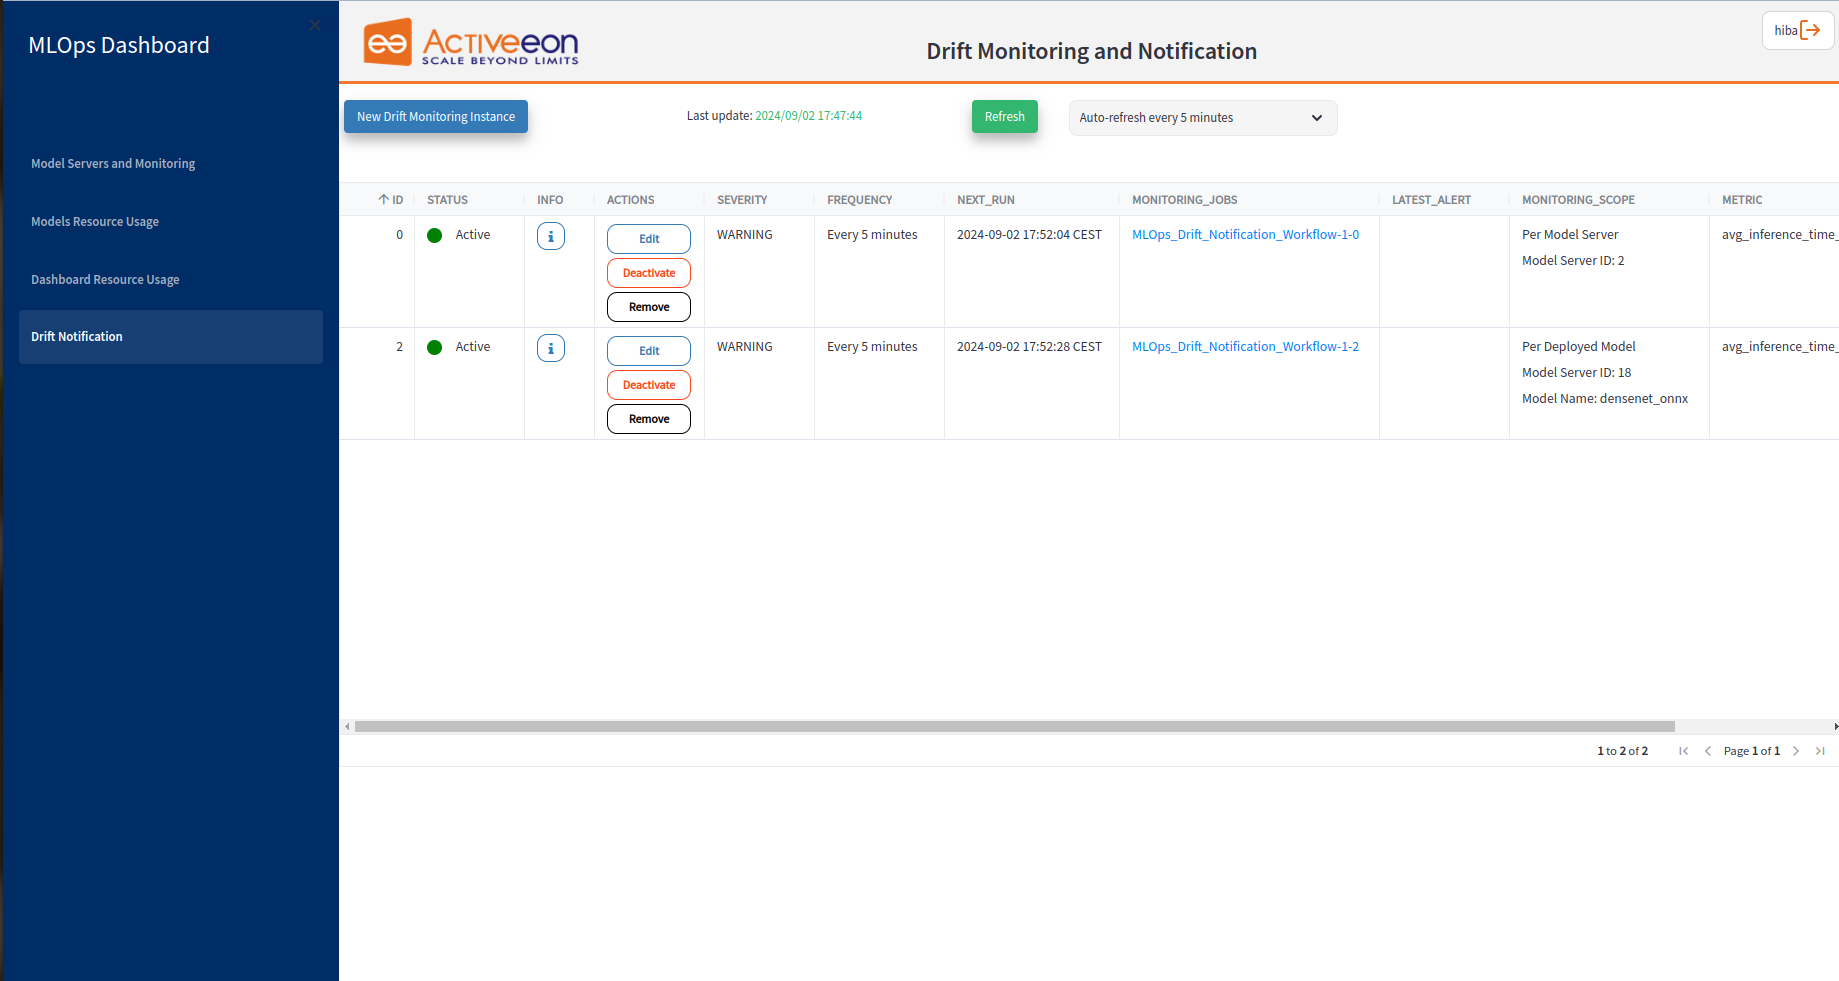 MLOps Dashboard
Model Servers and Monitoring
Models Resource Usage
Dashboard Resource Usage
Drift Notification
Activeeon
SCALE BEYOND LIMITS
Drift Monitoring and Notification
hiba
New Drift Monitoring Instance
Last update: 2024/09/02 17:47:44
Refresh
Auto-refresh every 5 minutes
ID STATUS INFO ACTIONS SEVERITY FREQUENCY NEXT_RUN MONITORING_JOBS LATEST_ALERT MONITORING_SCOPE METRIC
0 Active i Edit WARNING Every 5 minutes 2024-09-02 17:52:04 CEST MLOps_Drift_Notification_Workflow-1-0 Per Model Server avg_inference_time_
Model Server ID: 2
Deactivate
Remove
2 Active i Edit WARNING Every 5 minutes 2024-09-02 17:52:28 CEST MLOps_Drift_Notification_Workflow-1-2 Per Deployed Model avg_inference_time_
Model Server ID: 18
Deactivate
Model Name: densenet_onnx
Remove
1 to 2 of 2 Page 1 of 1